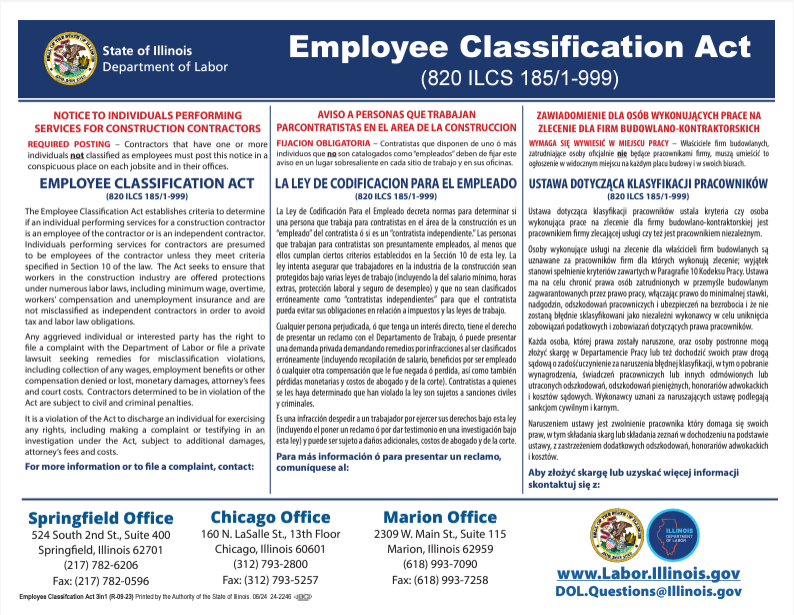 State of Illinois
Department of Labor
Employee Classification Act
(820 ILCS 185/1-999)
NOTICE TO INDIVIDUALS PERFORMING
SERVICES FOR CONSTRUCTION CONTRACTORS
REQUIRED POSTING – Contractors that have one or more
individuals not classified as employees must post this notice in a
conspicuous place on each jobsite and in their offices.
EMPLOYEE CLASSIFICATION ACT
(820 ILCS 185/1-999)
The Employee Classification Act establishes criteria to determine
if an individual performing services for a construction contractor
is an employee of the contractor or is an independent contractor.
Individuals performing services for contractors are presumed
to be employees of the contractor unless they meet criteria
specified in Section 10 of the law. The Act seeks to ensure that
workers in the construction industry are offered protections
under numerous labor laws, including minimum wage, overtime,
workers' compensation and unemployment insurance and are
not misclassified as independent contractors in order to avoid
tax and labor law obligations.
Any aggrieved individual or interested party has the right to
file a complaint with the Department of Labor or file a private
lawsuit seeking remedies for misclassification violations,
including collection of any wages, employment benefits or other
compensation denied or lost, monetary damages, attorney's fees
and court costs. Contractors determined to be in violation of the
Act are subject to civil and criminal penalties.
It is a violation of the Act to discharge an individual for exercising
any rights, including making a complaint or testifying in an
investigation under the Act, subject to additional damages,
attorney's fees and costs.
For more information or to file a complaint, contact:
AVISO A PERSONAS QUE TRABAJAN
PARCONTRATISTAS EN EL AREA DE LA CONSTRUCCION
FIJACION OBLIGATORIA – Contratistas que disponen de uno ó más
individuos que no son catalogados como "empleados" deben de fijar este
aviso en un lugar sobresaliente en cada sitio de trabajo y en sus oficinas.
LA LEY DE CODIFICACION PARA EL EMPLEADO
(820 ILCS 185/1-999)
La Ley de Codificación Para el Empleado decreta normas para determinar si
una persona que trabaja para contratistas en el área de la construcción es un
"empleado" del contratista ó si es un "contratista independiente." Las personas
que trabajan para contratistas son presuntamente empleados, al menos que
ellos cumplan ciertos criterios establecidos en la Sección 10 de esta ley. La
ley intenta asegurar que trabajadores en la industria de la construcción sean
protegidos bajo varias leyes de trabajo (incluyendo la del salario mínimo, horas
extras, protección laboral y seguro de desempleo) y que no sean clasificados
erróneamente como "contratistas independientes" para que el contratista
pueda evitar sus obligaciones en relación a impuestos y las leyes de trabajo.
Cualquier persona perjudicada, ó que tenga un interés directo, tiene el derecho
de presentar un reclamo con el Departamento de Trabajo, ó puede presentar
una demanda privada demandando remedios por infracciones al ser clasificados
erróneamente (incluyendo recopilación de salario, beneficios por ser empleado
ó cualquier otra compensación que le fue negada ó perdida, así como también
pérdidas monetarias y costos de abogado y de la corte). Contratistas a quienes
se les haya determinado que han violado la ley son sujetos a sanciones civiles
y criminales.
Es una infracción despedir a un trabajador por ejercer sus derechos bajo esta ley
(incluyendo el poner un reclamo ó por dar testimonio en una investigación bajo
esta ley) y puede ser sujeto a daños adicionales, costos de abogado y de la corte.
Para más información ó para presentar un reclamo,
comuníquese al:
ZAWIADOMIENIE DLA OSÓB WYKONUJĄCYCH PRACE NA
ZLECENIE DLA FIRM BUDOWLANO-KONTRAKTORSKICH
WYMAGA SIĘ WYWIESIĆ W MIEJSCU PRACY – Właściciele firm budowlanych,
zatrudniające osoby oficjalnie nie będące pracownikami firmy, muszą umieścić to
ogłoszenie w widocznym miejscu na każdym placu budowy i w swoich biurach.
USTAWA DOTYCZĄCA KLASYFIKACJI PRACOWNIKÓW
(820 ILCS 185/1-999)
Ustawa dotycząca klasyfikacji pracowników ustala kryteria czy osoba
wykonująca prace na zlecenie dla firmy budowlano-kontraktorskiej jest
pracownikiem firmy zlecającej usługi czy też jest pracownikiem niezależnym.
Osoby wykonujące usługi na zlecenie dla właścicieli firm budowlanych są
uznawane za pracowników firm dla których wykonują zlecenie; wyjątek
stanowi spełnienie kryteriów zawartych w Paragrafie 10 Kodeksu Pracy. Ustawa
ma na celu chronić prawa osób zatrudnionych w przemyśle budowlanym
zagwarantowanych przez prawo pracy, włączając prawo do minimalnej stawki,
nadgodzin, odszkodowań pracowniczych i ubezpieczeń na bezrobocia i że nie
zostaną błędnie sklasyfikowani jako niezależni wykonawcy w celu uniknięcia
zobowiązań podatkowych i zobowiazań dotyczących prawa pracowników.
Każda osoba, której prawa zostały naruszone, oraz osoby postronne mogą
złożyć skargę w Departamencie Pracy lub też dochodzić swoich praw drogą
sądową o zadośćuczynienie za naruszenia błędnej klasyfikacji, w tym o pobranie
wynagrodzenia, świadczeń pracowniczych lub innych odmówionych lub
utraconych odszkodowań, odszkodowań pieniężnych, honorariów adwokackich
i kosztów sądowych. Wykonawcy uznani za naruszających ustawę podlegają
sankcjom cywilnym i karnym.
Naruszeniem ustawy jest zwolnienie pracownika który domaga się swoich
praw, w tym składania skarg lub składania zeznań w dochodzeniu na podstawie
ustawy, z zastrzeżeniem dodatkowych odszkodowań, honorariów adwokackich
i kosztów.
Aby złożyć skargę lub uzyskać więcej informacji
skontaktuj się z:
Springfield Office
524 South 2nd St., Suite 400
Springfield, Illinois 62701
(217) 782-6206
Fax: (217) 782-0596
Chicago Office
160 N. LaSalle St., 13th Floor
Chicago, Illinois 60601
(312) 793-2800
Fax: (312) 793-5257
Marion Office
2309 W. Main St., Suite 115
Marion, Illinois 62959
(618) 993-7090
Fax: (618) 993-7258
ILLINOIS
DEPARTMENT
OF LABOR
www.Labor.Illinois.gov
DOL.Questions@Illinois.gov
Employee Classifcation Act 3in1 (R-09-23) Printed by the Authority of the State of Illinois. 06/24 24-2246